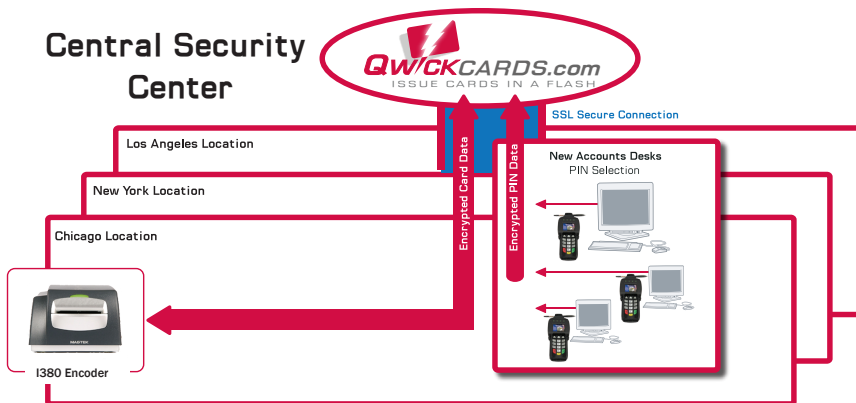 Central Security
Center
QWICKCARDS.com
ISSUE CARDS IN A FLASH
SSL Secure Connection
Los Angeles Location
New York Location
Chicago Location
Encrypted Card Data
Encrypted PIN Data
New Accounts Desks
PIN Selection
MAGTEK
I380 Encoder